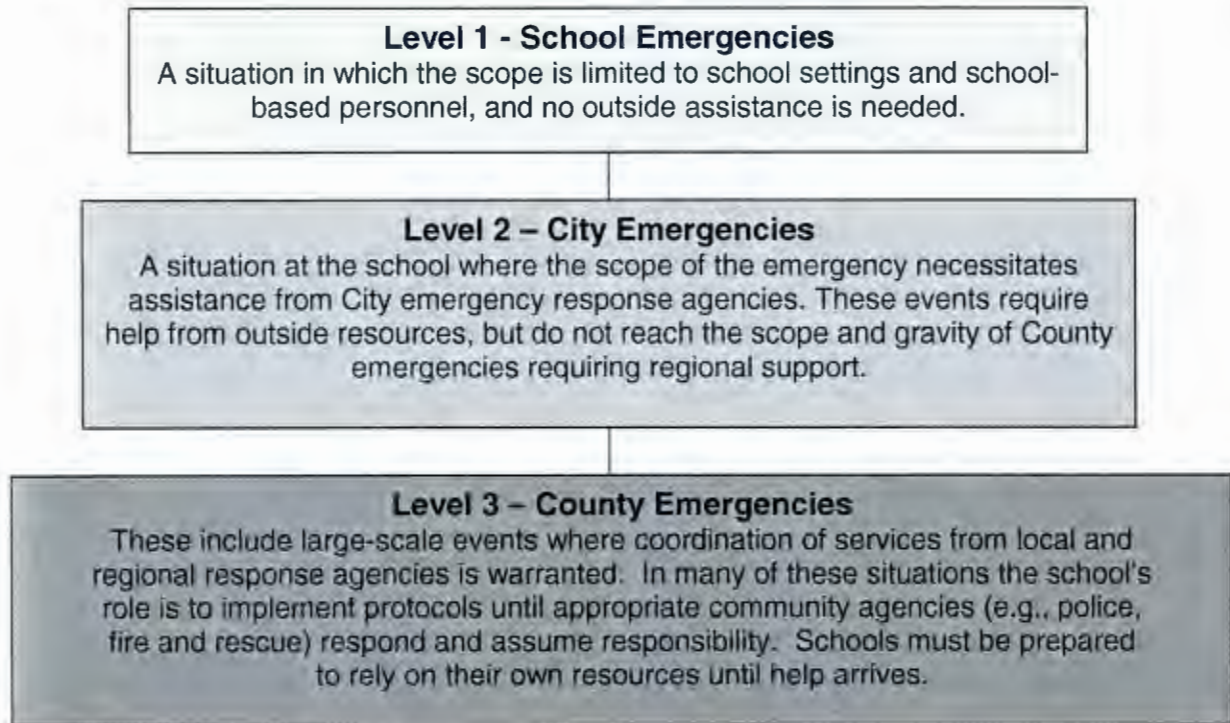 Level 1 - School Emergencies
A situation in which the scope is limited to school settings and school-
based personnel, and no outside assistance is needed.
Level 2 – City Emergencies
A situation at the school where the scope of the emergency necessitates
assistance from City emergency response agencies. These events require
help from outside resources, but do not reach the scope and gravity of County
emergencies requiring regional support.
Level 3 – County Emergencies
These include large-scale events where coordination of services from local and
regional response agencies is warranted. In many of these situations the school's
role is to implement protocols until appropriate community agencies (e.g., police,
fire and rescue) respond and assume responsibility. Schools must be prepared
to rely on their own resources until help arrives.